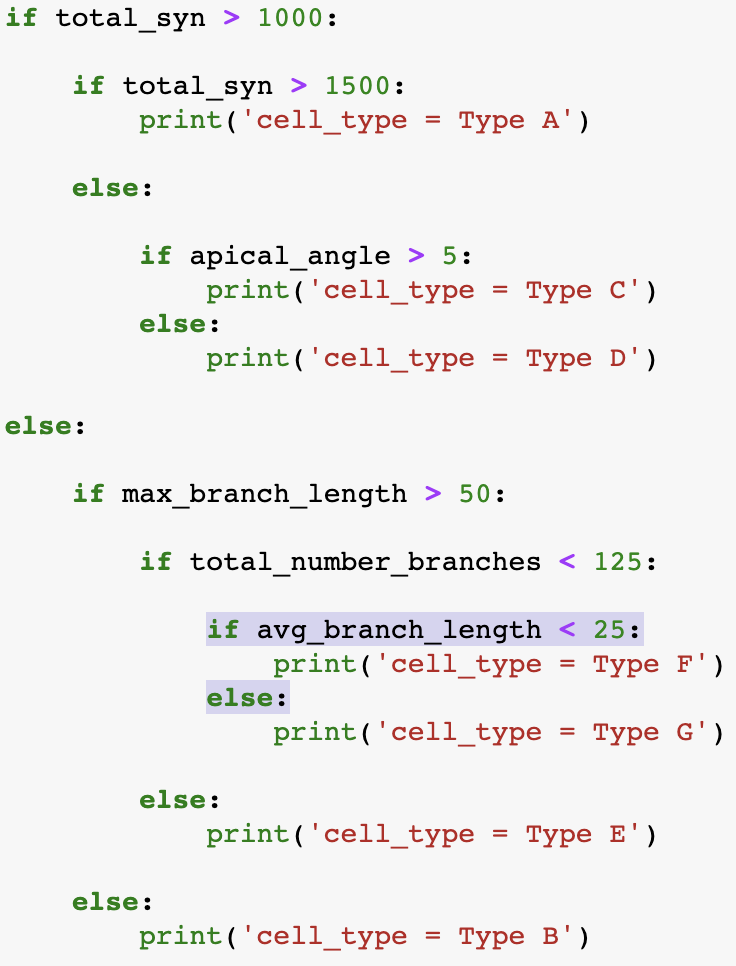 if total_syn > 1000:
if total_syn > 1500:
print('cell_type = Type A')
else:
if apical_angle > 5:
print('cell_type = Type C')
else:
print('cell_type = Type D')
else:
if max_branch_length > 50:
if total_number_branches < 125:
if avg_branch_length < 25:
print('cell_type = Type F')
else:
print('cell_type = Type G')
else:
print('cell_type = Type E')
else:
print('cell_type = Type B')